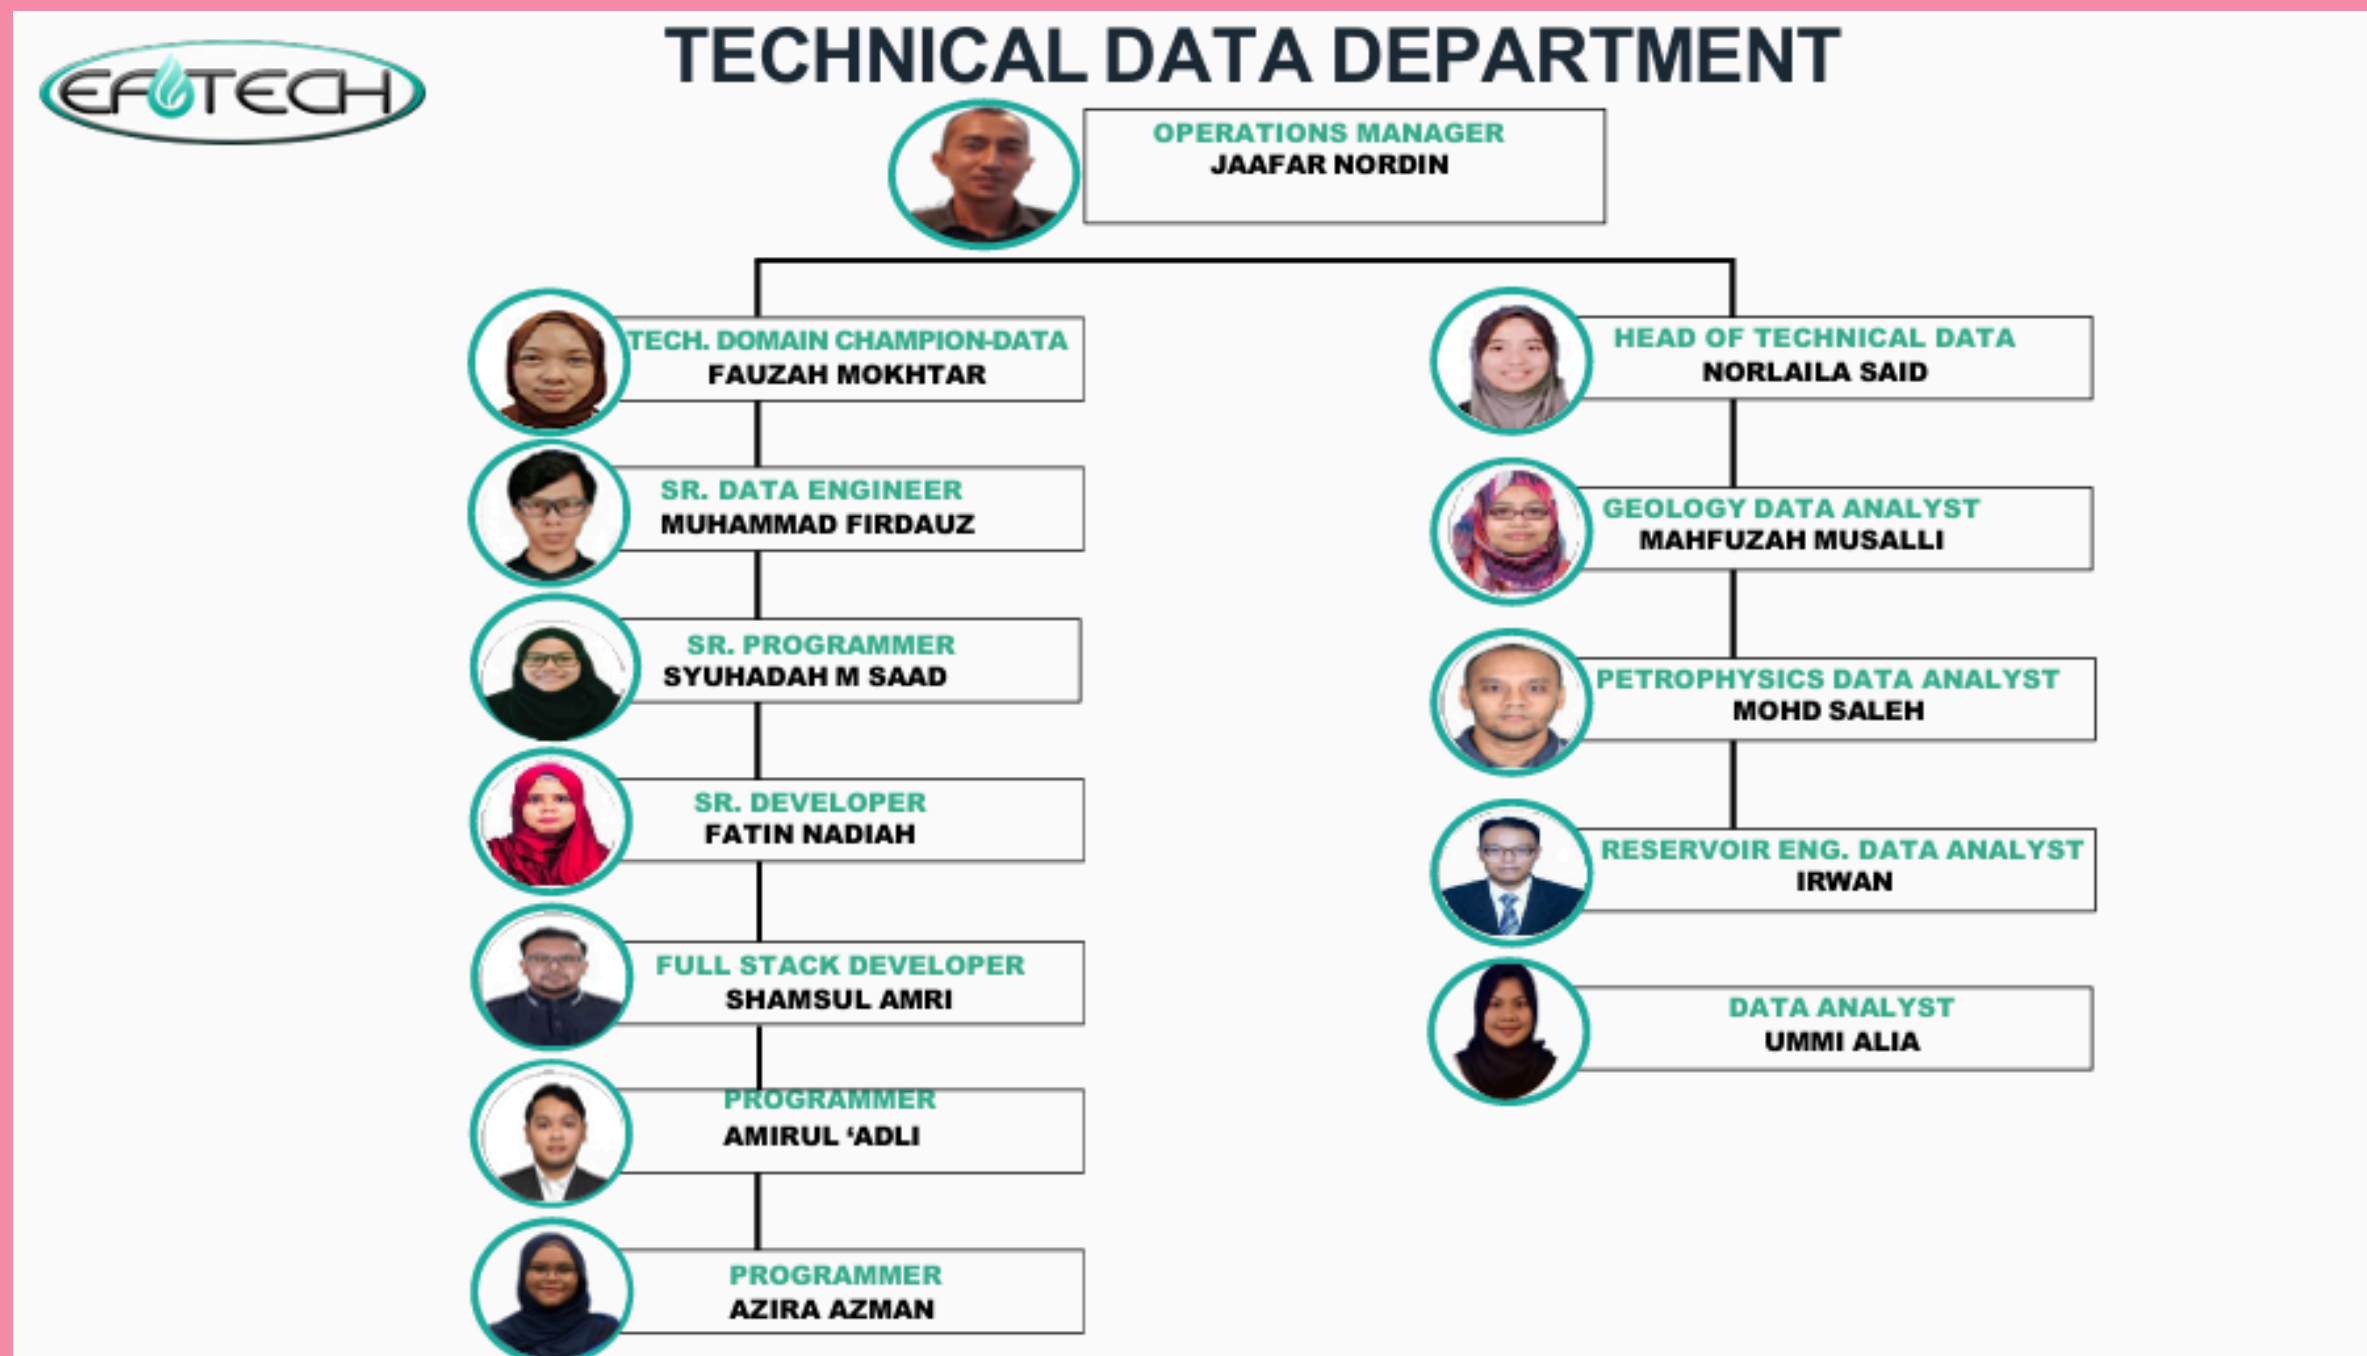 EFTECH
TECHNICAL DATA DEPARTMENT
OPERATIONS MANAGER
JAAFAR NORDIN
TECH. DOMAIN CHAMPION-DATA
FAUZAH MOKHTAR
SR. DATA ENGINEER
MUHAMMAD FIRDAUZ
SR. PROGRAMMER
SYUHADAH M SAAD
SR. DEVELOPER
FATIN NADIAH
FULL STACK DEVELOPER
SHAMSUL AMRI
PROGRAMMER
AMIRUL ‘ADLI
PROGRAMMER
AZIRA AZMAN
HEAD OF TECHNICAL DATA
NORLAILA SAID
GEOLOGY DATA ANALYST
MAHFUZAH MUSALLI
PETROPHYSICS DATA ANALYST
MOHD SALEH
RESERVOIR ENG. DATA ANALYST
IRWAN
DATA ANALYST
UMMI ALIA